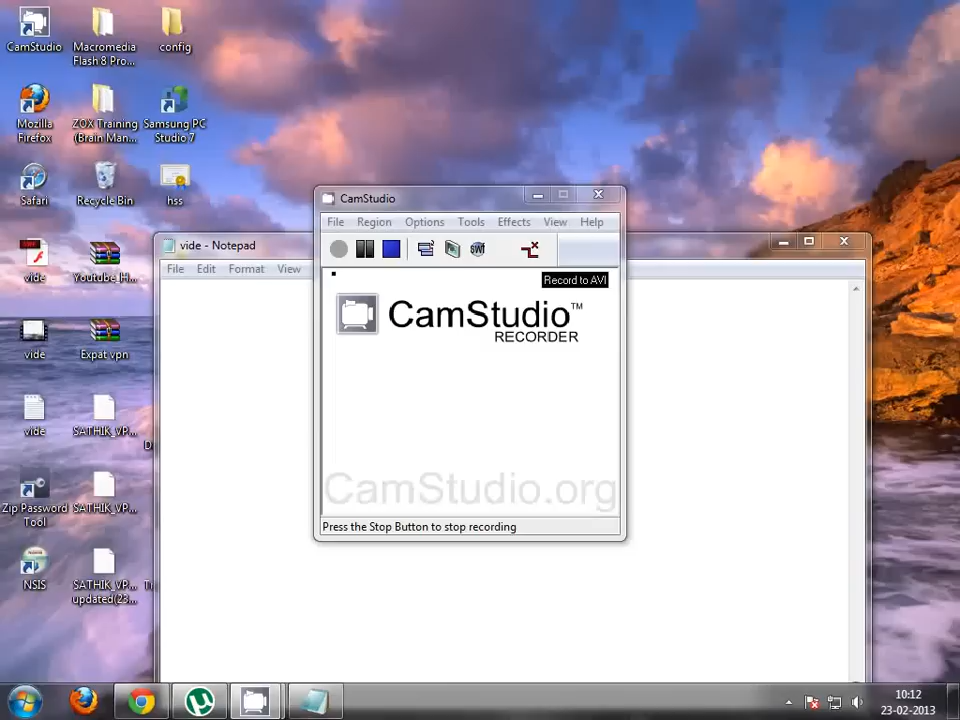 CamStudio
Macromedia
Flash 8 Pro...
config
Mozilla
Firefox
ZOX Training
(Brain Man...
Samsung PC
Studio 7
Safari
Recycle Bin
hss
vide
Youtube_H...
vide
Expat vpn
vide
SATHIK_VP...
Zip Password
Tool
SATHIK_VP...
NSIS
SATHIK_VP...
updated(23...
vide - Notepad
File Edit Format View
CamStudio
File Region Options Tools Effects View Help
SWF
Record to AVI
CamStudio™
RECORDER
CamStudio.org
Press the Stop Button to stop recording
10:12
23-02-2013